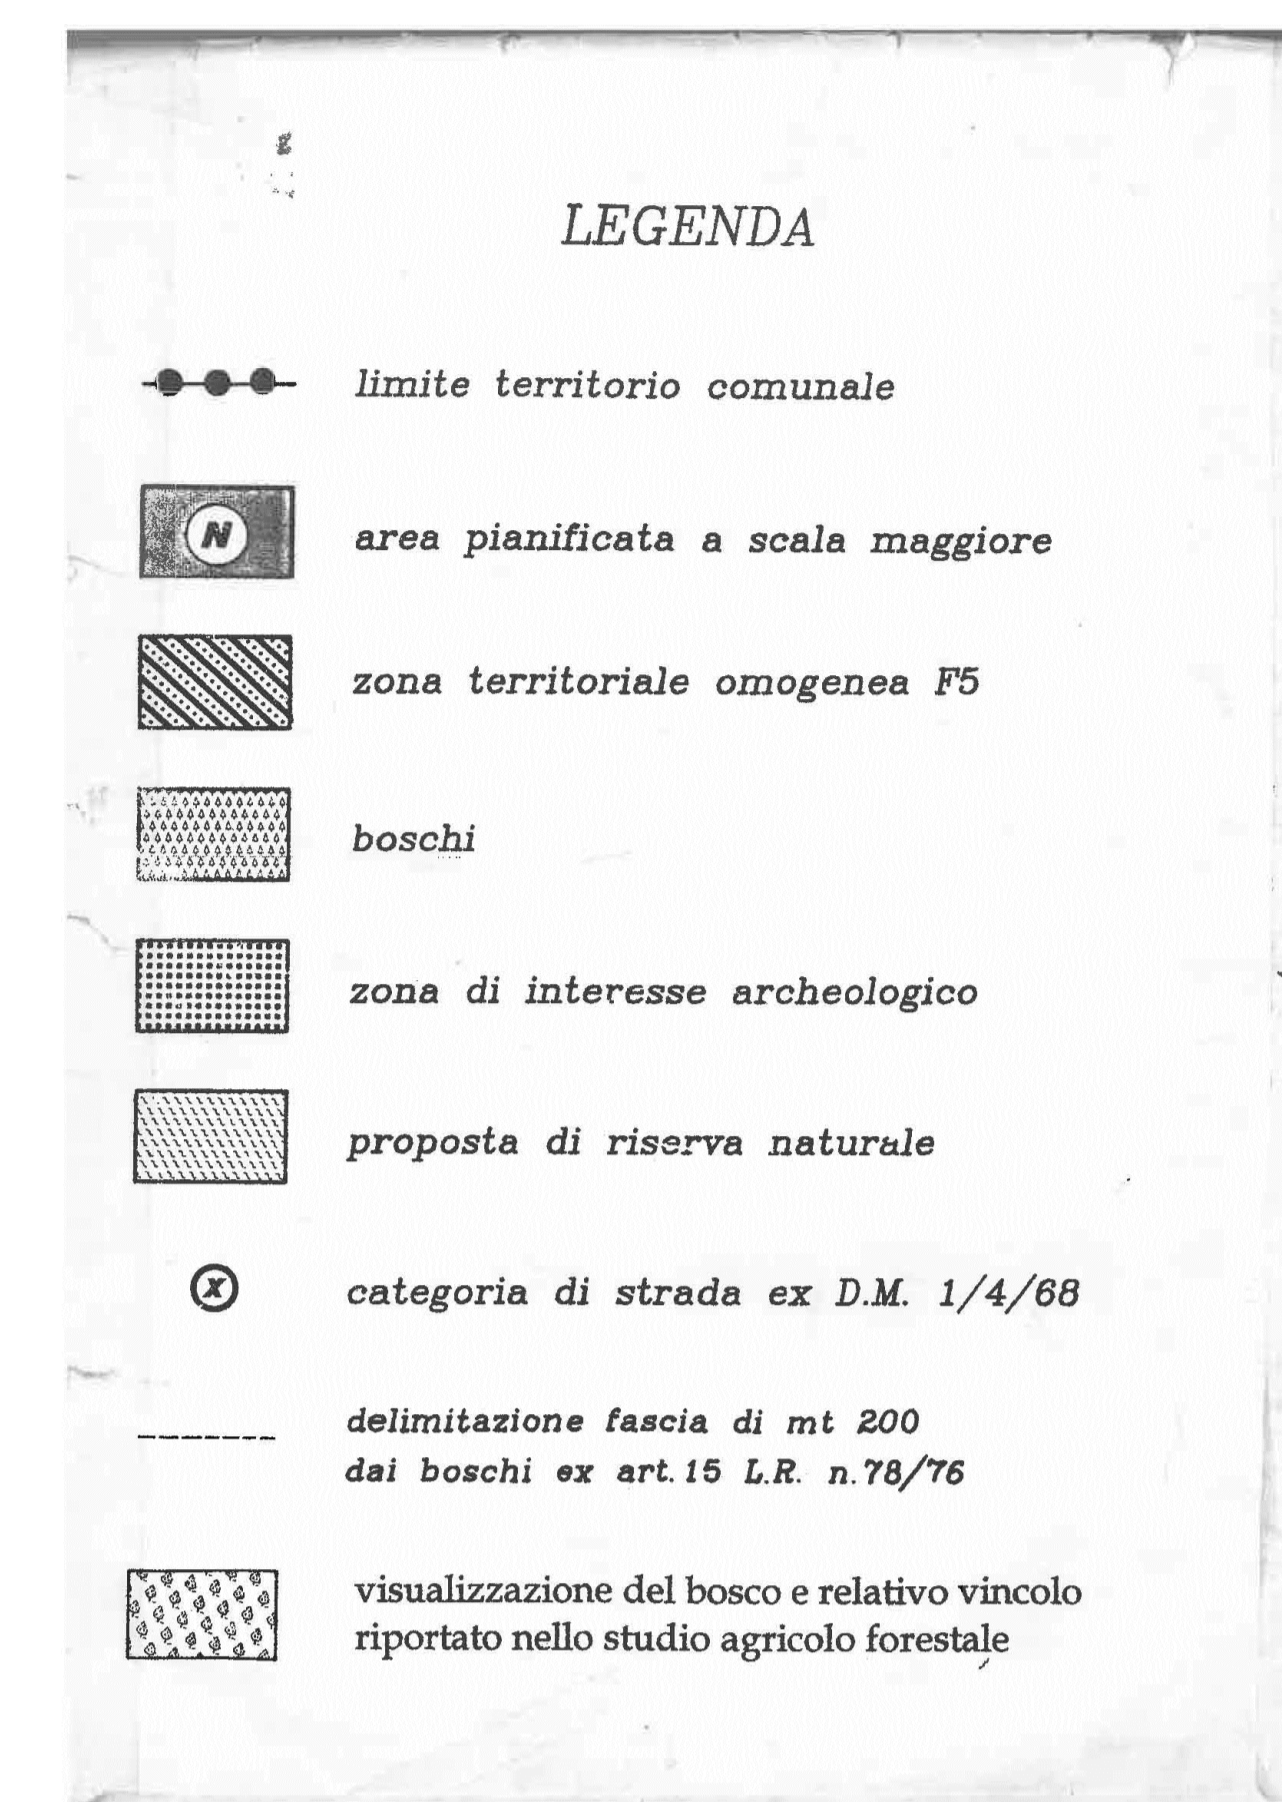 LEGENDA
limite territorio comunale
N
area pianificata a scala maggiore
zona territoriale omogenea F5
boschi
zona di interesse archeologico
proposta di riserva naturale
X
categoria di strada ex D.M. 1/4/68
delimitazione fascia di mt 200
dai boschi ex art. 15 L.R. n. 78/76
visualizzazione del bosco e relativo vincolo
riportato nello studio agricolo forestale